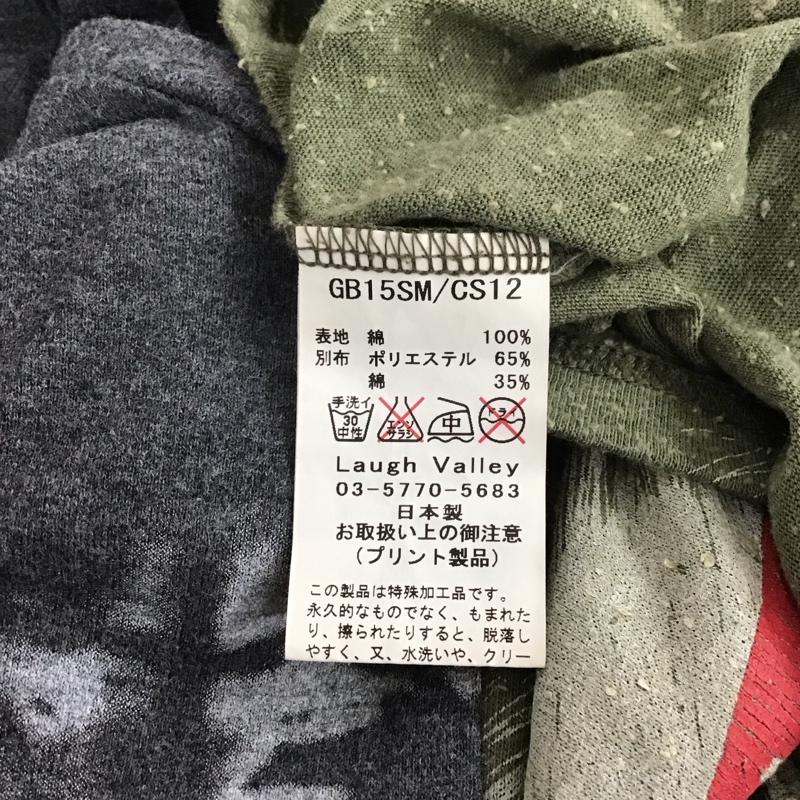 GB15SM/CS12
表地 綿 100%
別布 ポリエステル 65%
綿 35%
手洗イ 30 中性 エンソサラシ 中 ドライ
Laugh Valley
03-5770-5683
日本製
お取扱い上の御注意
(プリント製品)
この製品は特殊加工品です。
永久的なものでなく、もまれた
り、擦られたりすると、脱落し
やすく、又、水洗いや、クリー